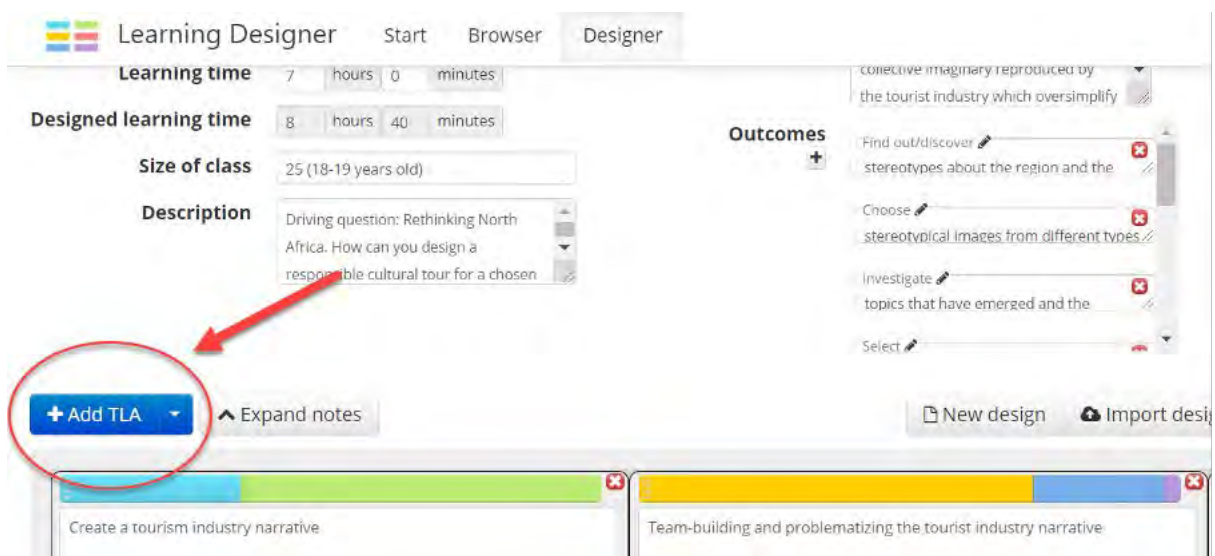 Learning Designer Start Browser Designer
Learning time 7 hours 0 minutes
Designed learning time 8 hours 40 minutes
Size of class 25 (18-19 years old)
Description Driving question: Rethinking North
Africa. How can you design a
responsible cultural tour for a chosen
collective imaginary reproduced by
the tourist industry which oversimplify
Outcomes
+
Find out/discover
stereotypes about the region and the
Choose
stereotypical images from different types
Investigate
topics that have emerged and the
Select
+ Add TLA
Expand notes
New design
Import desi
Create a tourism industry narrative
Team-building and problematizing the tourist industry narrative